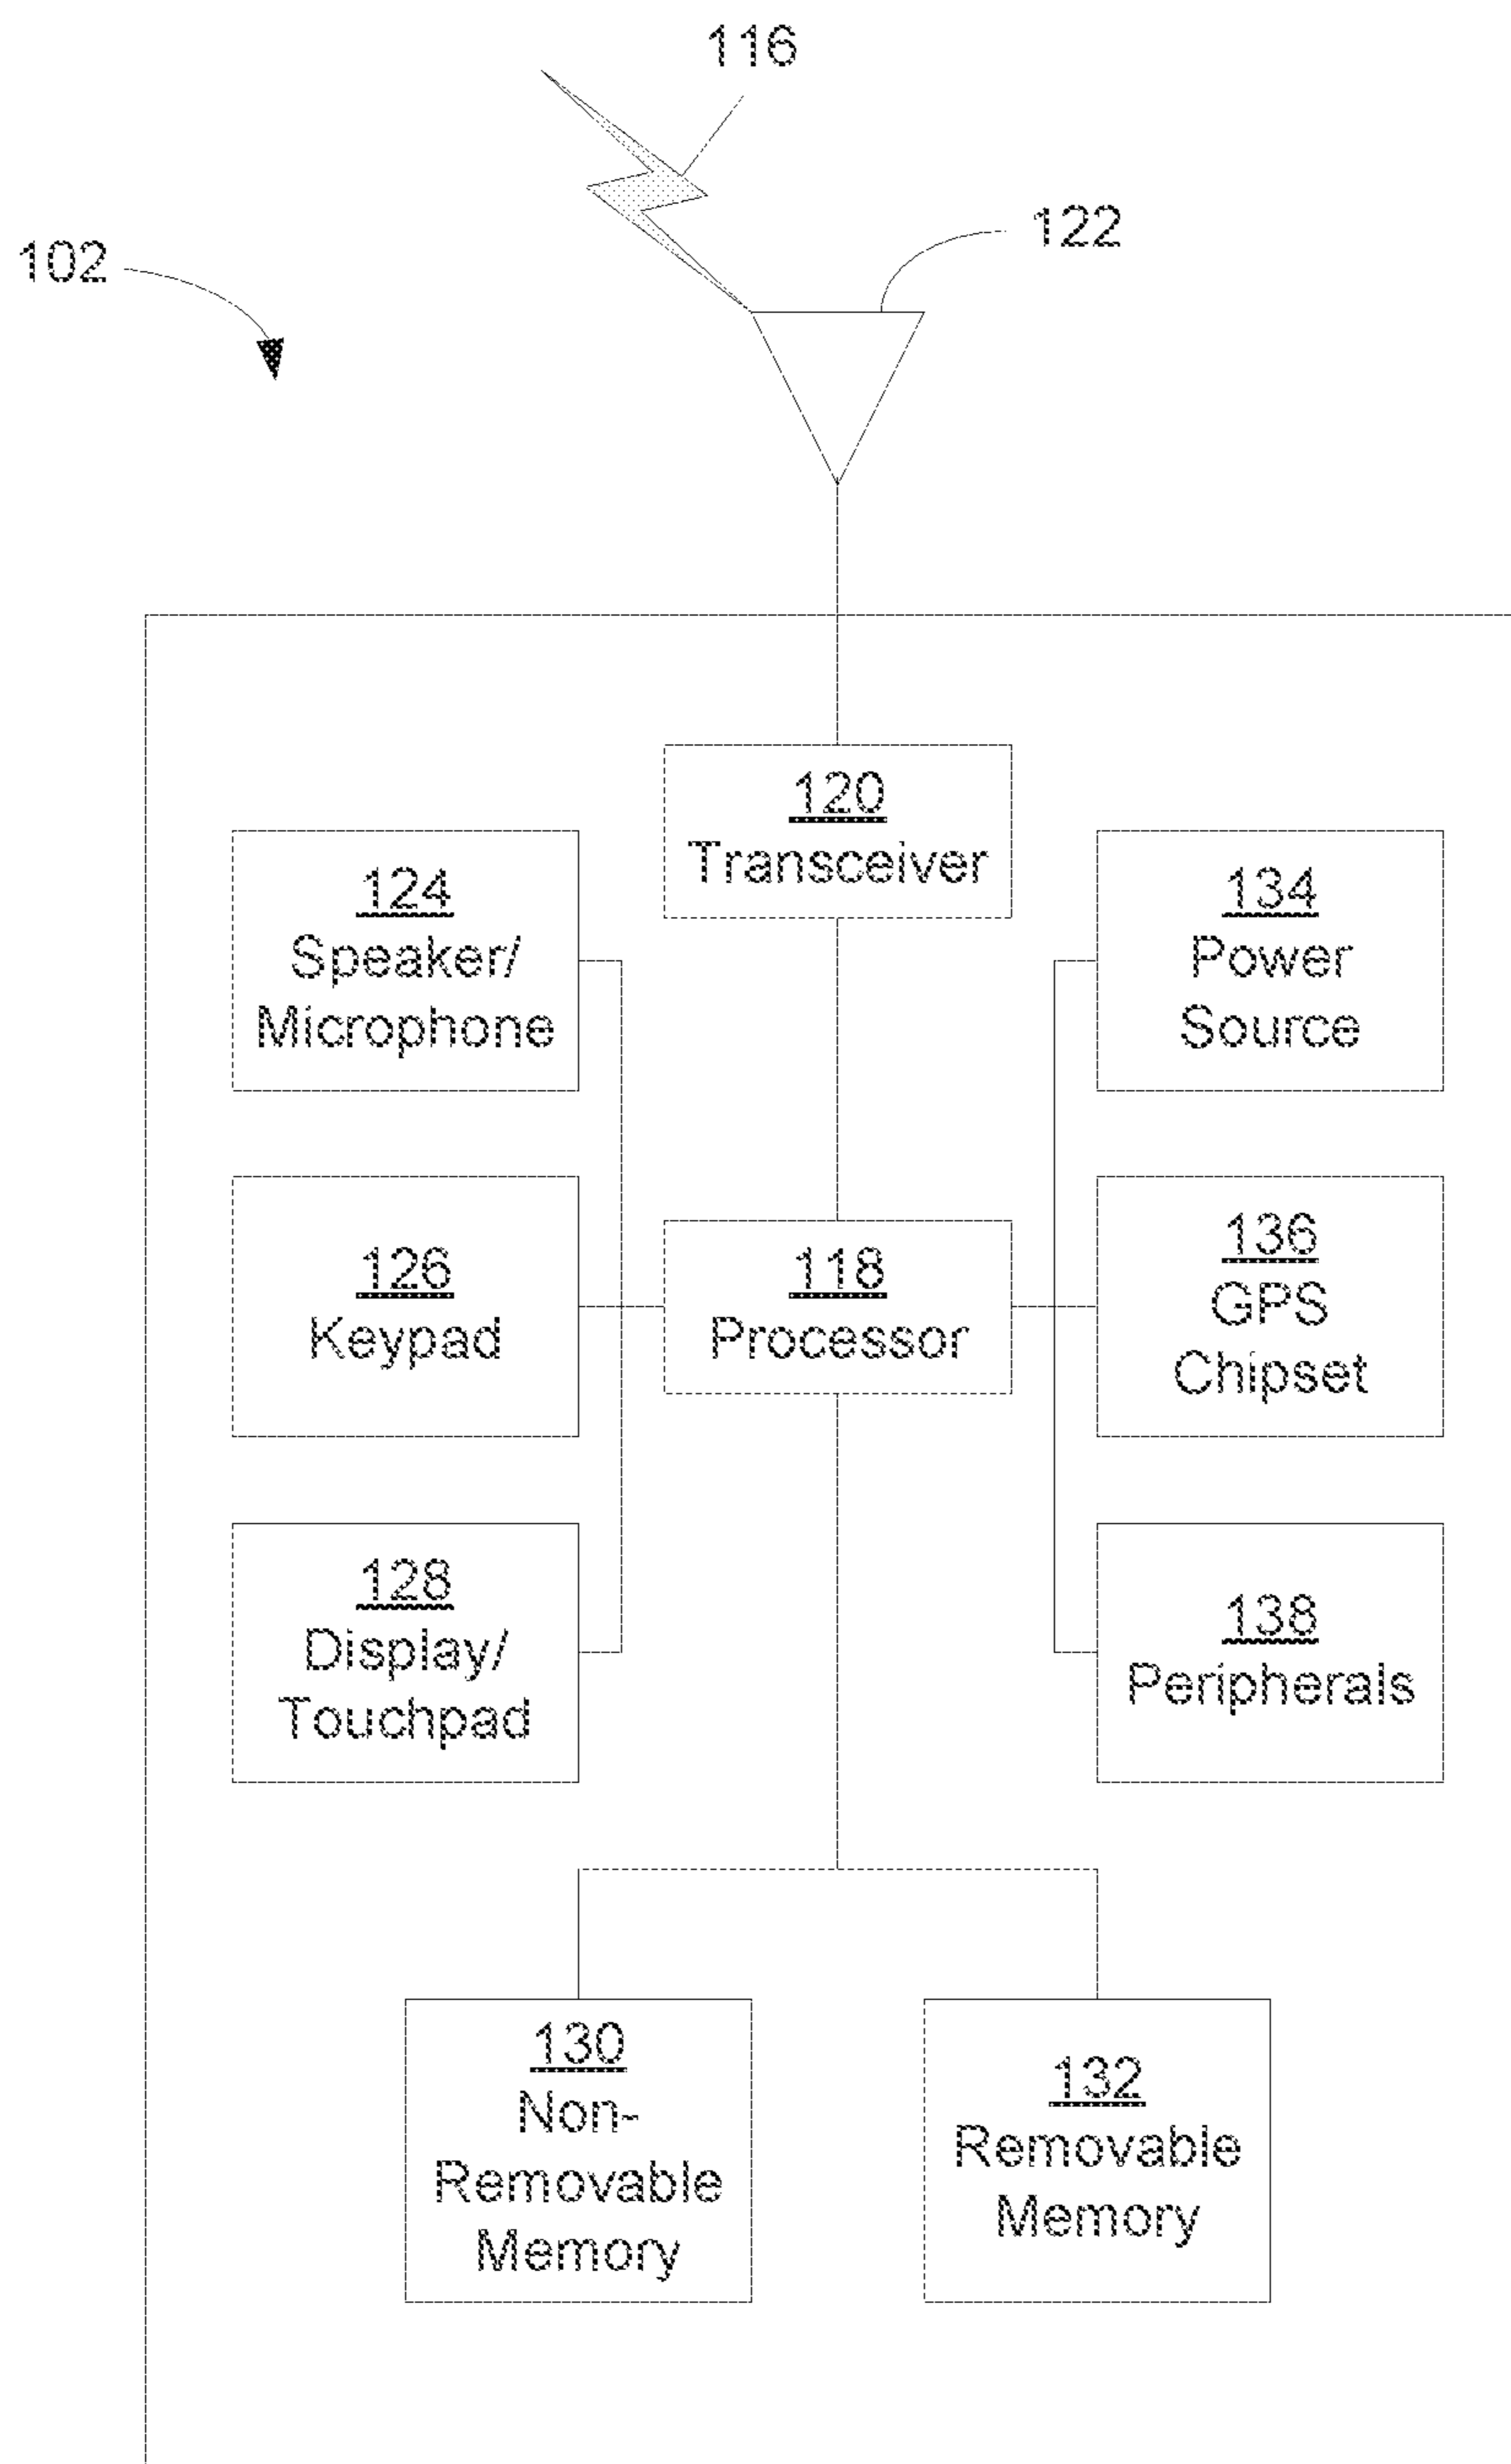 116
122
102
120
Transceiver
124
Speaker/
Microphone
134
Power
Source
126
Keypad
118
Processor
136
GPS
Chipset
128
Display/
Touchpad
138
Peripherals
130
Non-
Removable
Memory
132
Removable
Memory